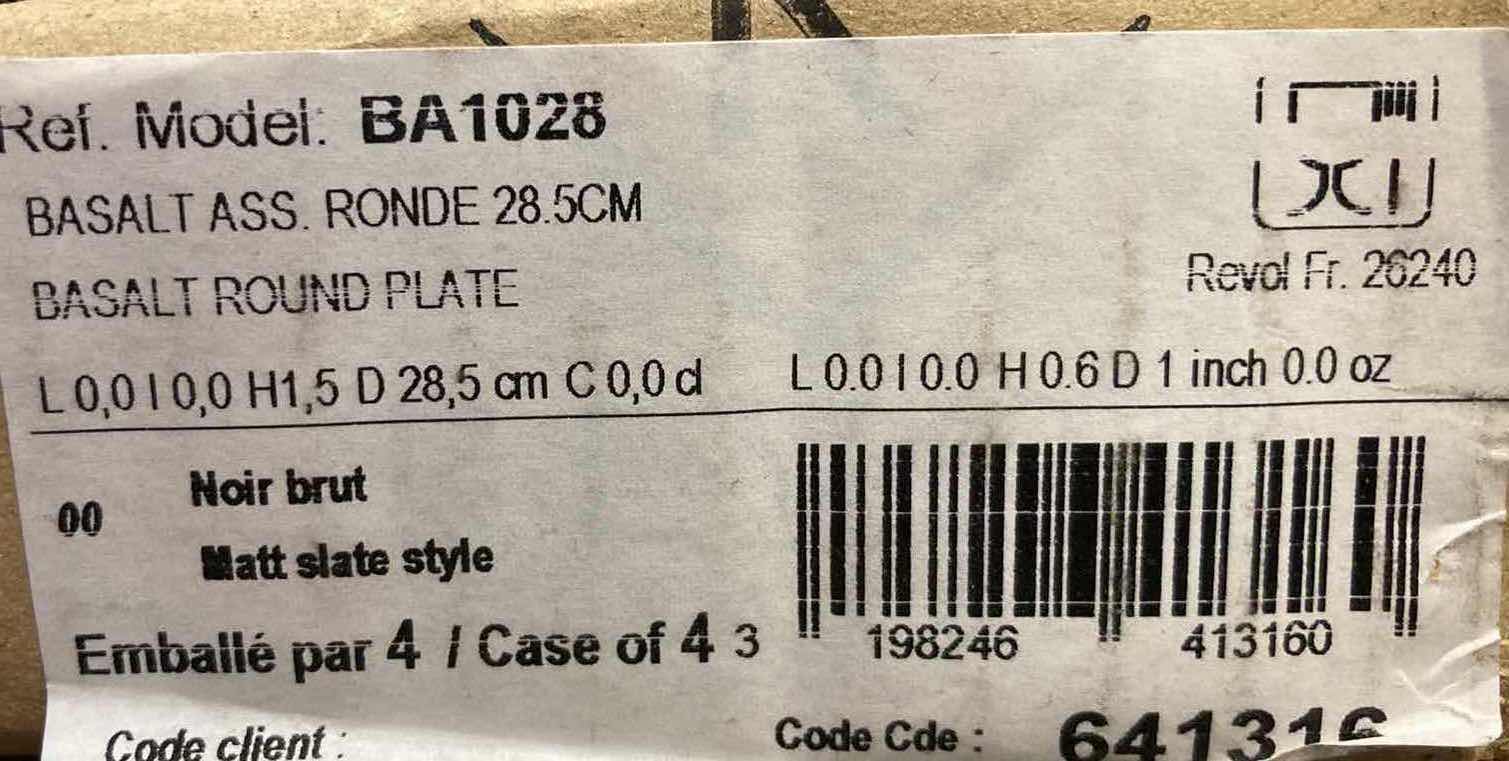 Ref. Model: BA1028
BASALT ASS. RONDE 28.5CM
BASALT ROUND PLATE
Revol Fr. 26240
L 0,0 l 0,0 H1,5 D 28,5 cm C 0,0 cl
L 0.0 l 0.0 H 0.6 D 1 inch 0.0 oz
00
Noir brut
Matt slate style
Emballé par 4 / Case of 4
3 198246 413160
Code client :
Code Cde : 641316